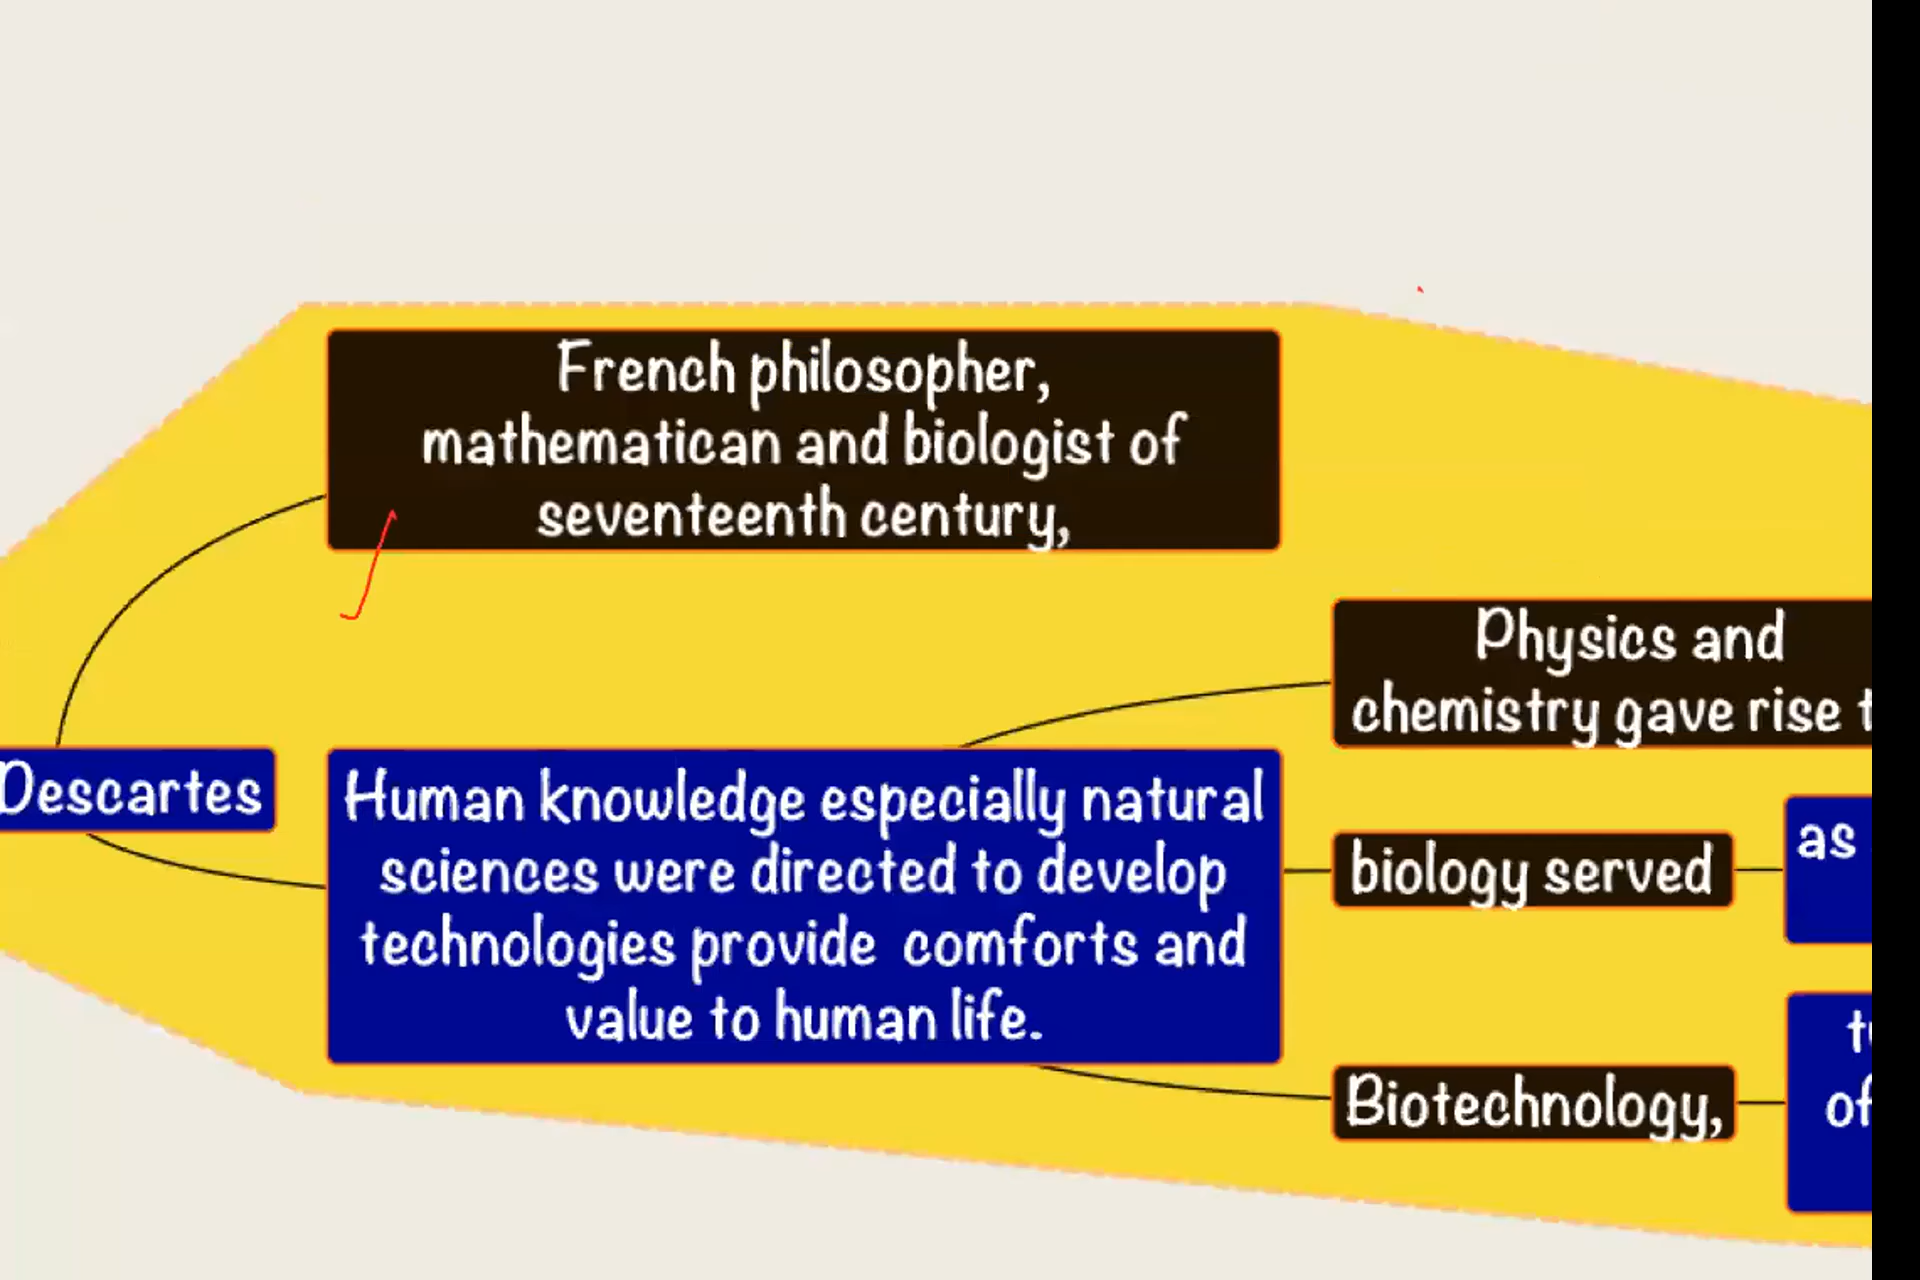 French philosopher,
mathematican and biologist of
seventeenth century,
Physics and
chemistry gave rise
Descartes
Human knowledge especially natural
sciences were directed to develop
technologies provide comforts and
value to human life.
biology served
as
Biotechnology,
of